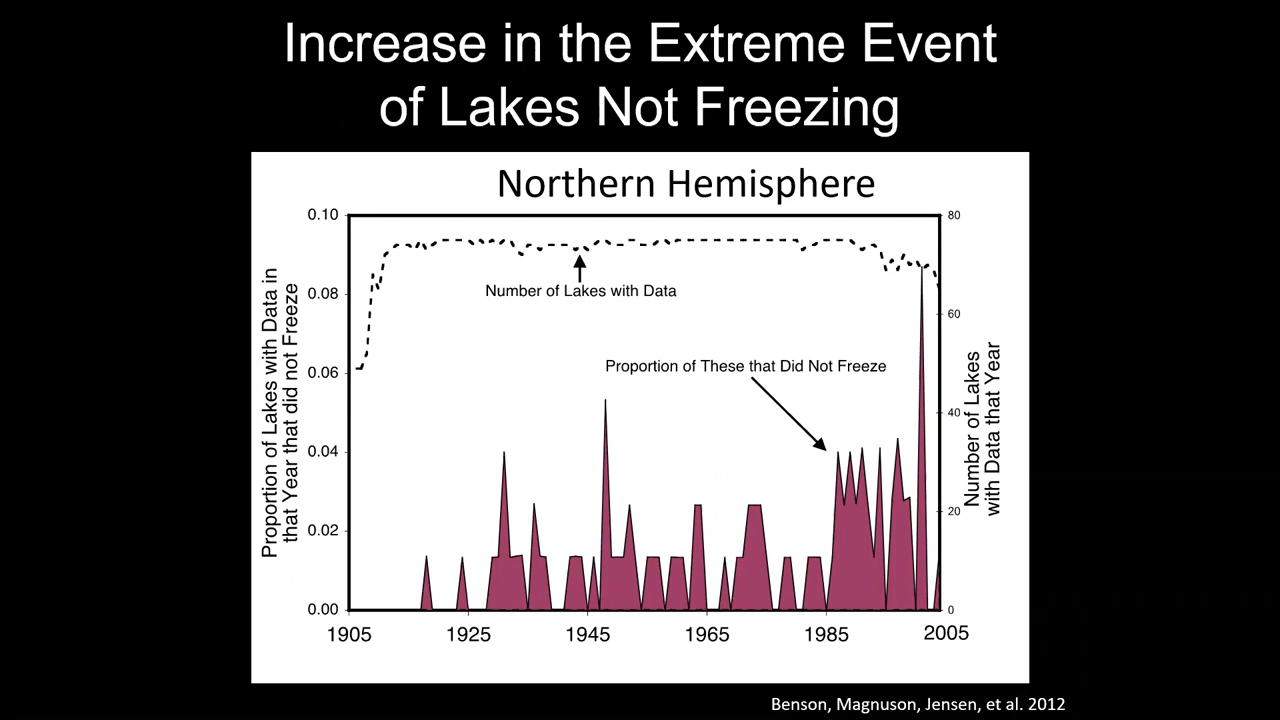 Increase in the Extreme Event
of Lakes Not Freezing
Northern Hemisphere
Proportion of Lakes with Data in
that Year that did not Freeze
0.10
0.08
0.06
0.04
0.02
0.00
Number of Lakes with Data
Proportion of These that Did Not Freeze
80
60
40
20
0
Number of Lakes
with Data that Year
1905
1925
1945
1965
1985
2005
Benson, Magnuson, Jensen, et al. 2012